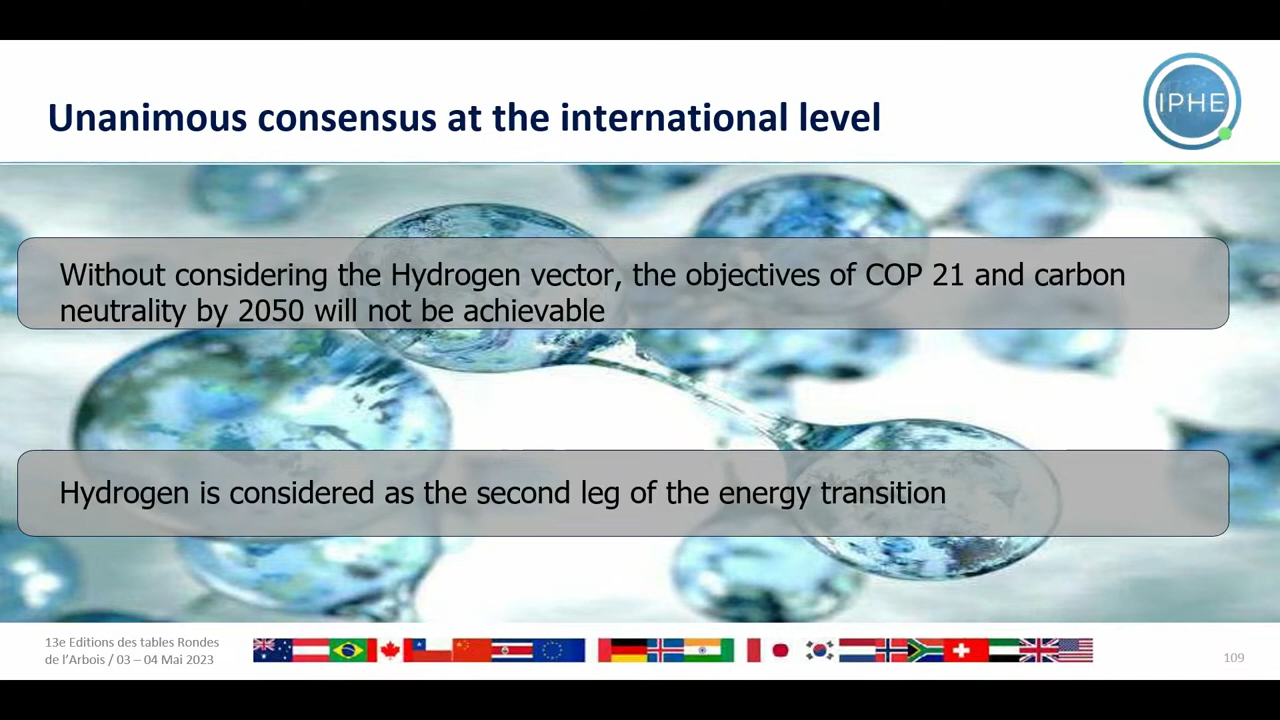 Unanimous consensus at the international level
IPHE
Without considering the Hydrogen vector, the objectives of COP 21 and carbon
neutrality by 2050 will not be achievable
Hydrogen is considered as the second leg of the energy transition
13e Editions des tables Rondes
de l’Arbois / 03 – 04 Mai 2023
109